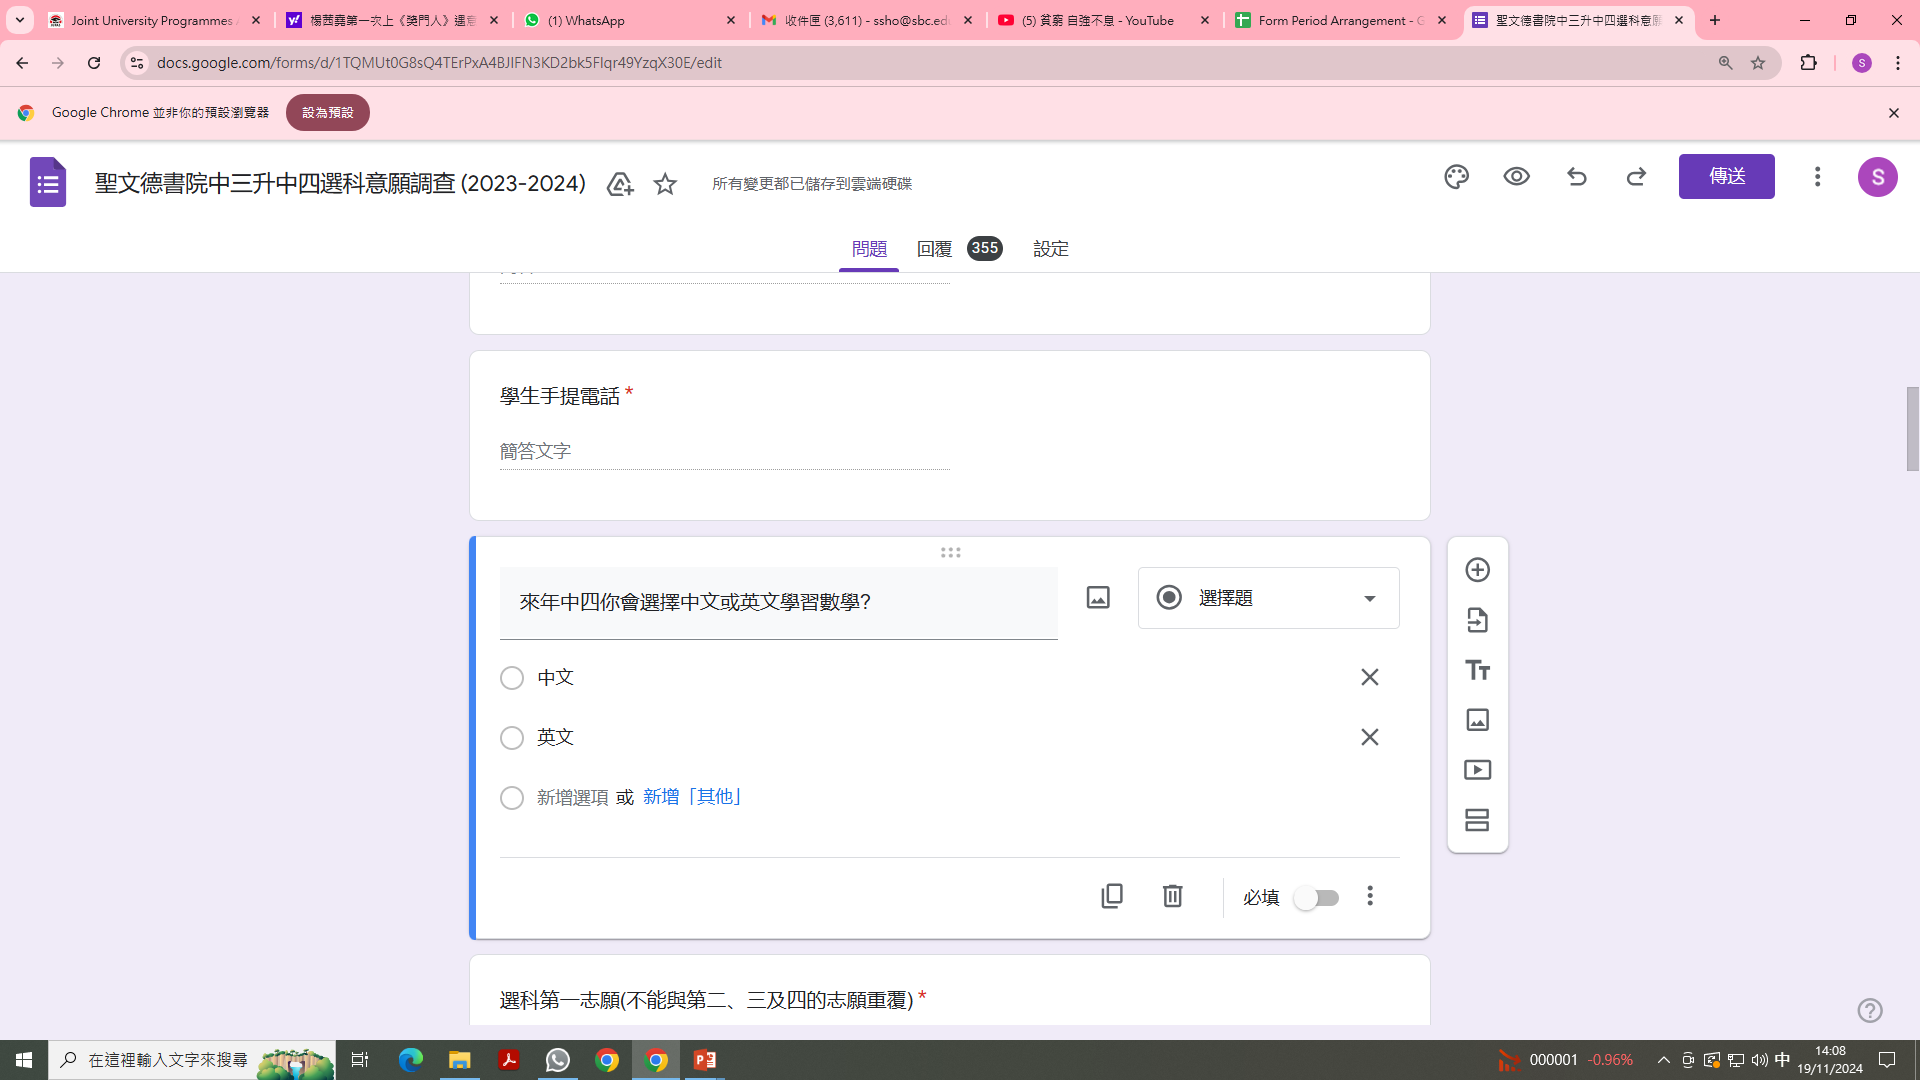 Joint University Programmes
楊茜堯第一次上《獎門人》遇意
(1) WhatsApp
收件匣 (3,611) - ssho@sbc.ed
(5) 貧窮 自強不息 - YouTube
Form Period Arrangement - G
聖文德書院中三升中四選科意願
docs.google.com/forms/d/1TQMUt0G8sQ4TErPxA4BJIFN3KD2bk5FIqr49YzqX30E/edit
S
Google Chrome 並非你的預設瀏覽器
設為預設
聖文德書院中三升中四選科意願調查 (2023-2024)
所有變更都已儲存到雲端硬碟
傳送
S
問題
回覆 355
設定
學生手提電話 *
簡答文字
來年中四你會選擇中文或英文學習數學?
選擇題
中文
英文
新增選項 或 新增「其他」
必填
選科第一志願(不能與第二、三及四的志願重覆) *
在這裡輸入文字來搜尋
000001 -0.96%
中
14:08
19/11/2024